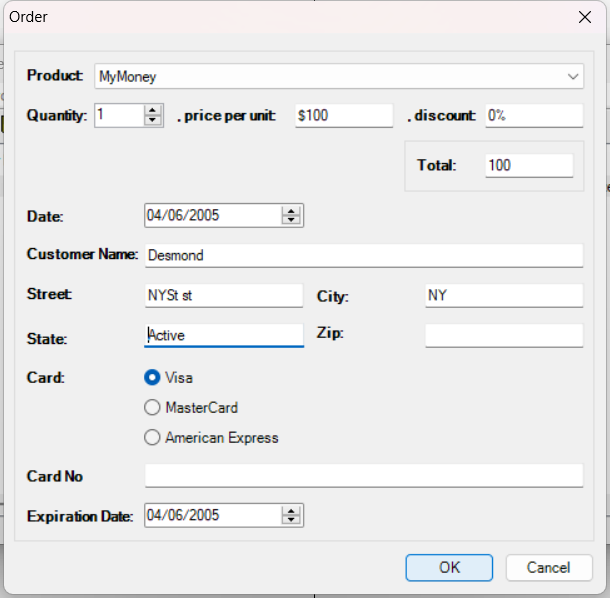 Order
Product: MyMoney
Quantity: 1 . price per unit: $100 . discount: 0%
Total: 100
Date: 04/06/2005
Customer Name: Desmond
Street: NYSt st City: NY
State: Active Zip:
Card: Visa
MasterCard
American Express
Card No
Expiration Date: 04/06/2005
OK Cancel